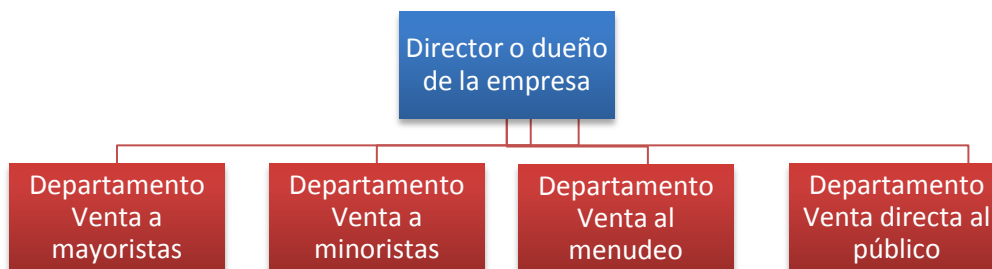 Director o dueño
de la empresa
Departamento
Venta a
mayoristas
Departamento
Venta a
minoristas
Departamento
Venta al
menudeo
Departamento
Venta directa al
público